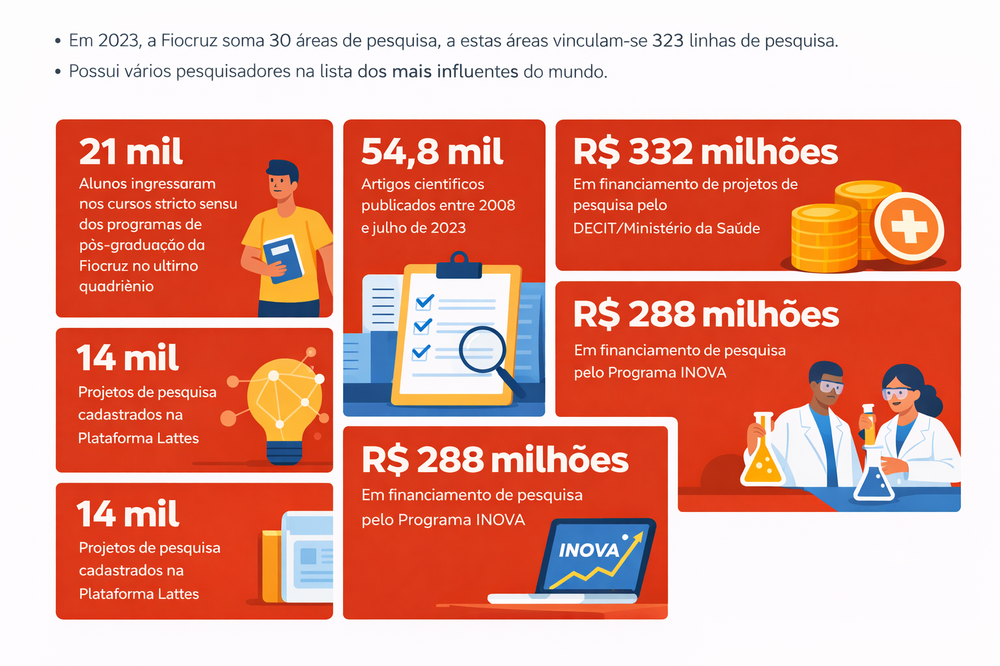 • Em 2023, a Fiocruz soma 30 áreas de pesquisa, a estas áreas vinculam-se 323 linhas de pesquisa.
• Possui vários pesquisadores na lista dos mais influentes do mundo.
21 mil
Alunos ingressaram
nos cursos stricto sensu
dos programas de
pòs-graduação da
Fiocruz no ultirno
quadriènio
14 mil
Projetos de pesquisa
cadastrados na
Plataforma Lattes
14 mil
Projetos de pesquisa
cadastrados na
Plataforma Lattes
54,8 mil
Artigos cientificos
publicados entre 2008
e julho de 2023
R$ 332 milhões
Em financiamento de projetos de
pesquisa pelo
DECIT/Ministério da Saúde
R$ 288 milhões
Em financiamento de pesquisa
pelo Programa INOVA
R$ 288 milhões
Em financiamento de pesquisa
pelo Programa INOVA
INOVA